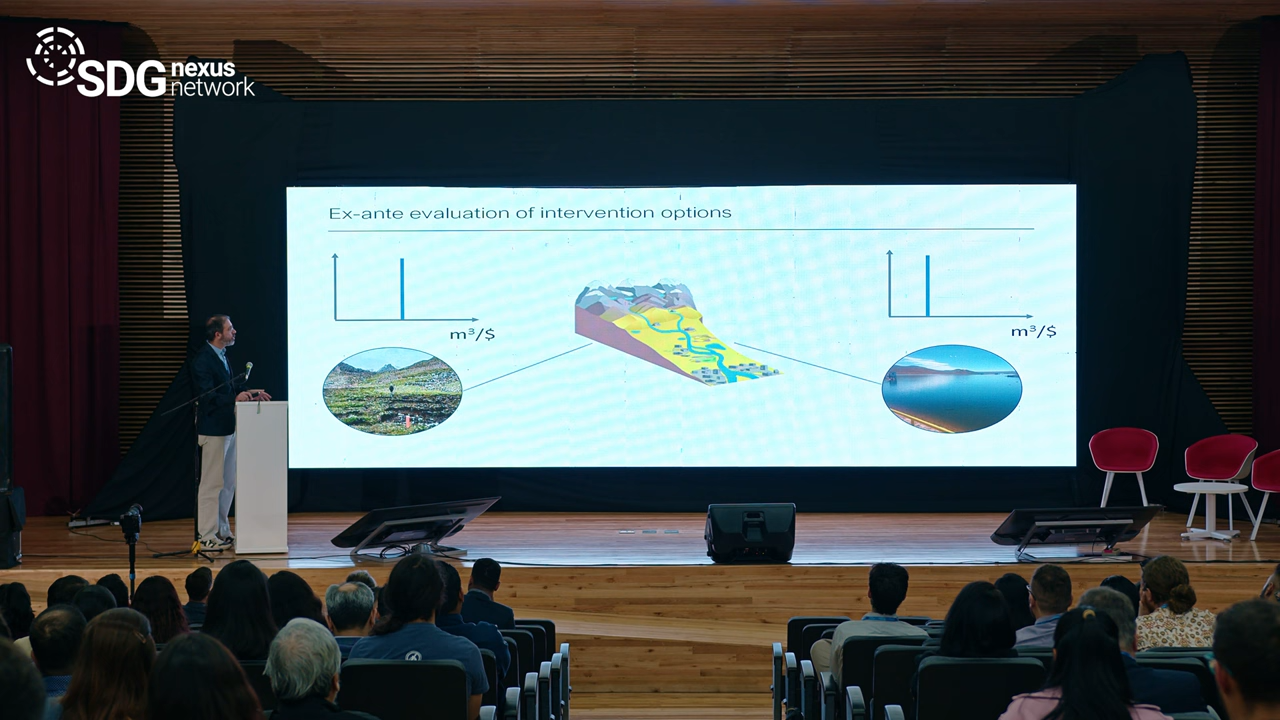 SDG nexus
network
Ex-ante evaluation of intervention options
m³/$
m³/$